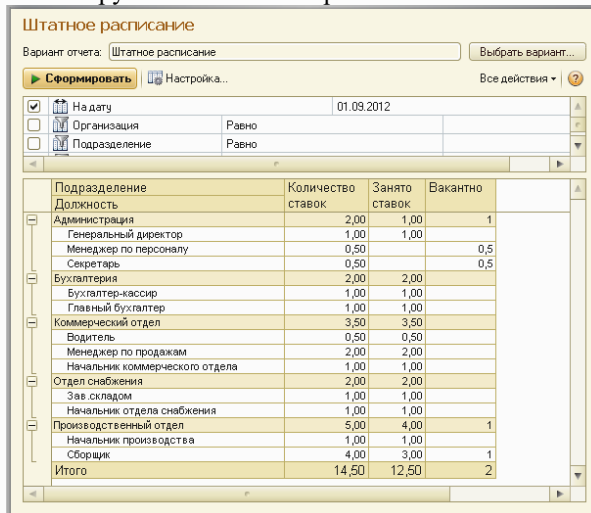 Штатное расписание
Вариант отчета: Штатное расписание Выбрать вариант...
Сформировать Настройка... Все действия
На дату 01.09.2012
Организация Равно
Подразделение Равно
Подразделение Количество ставок Занято ставок Вакантно
Должность
Администрация 2,00 1,00 1
Генеральный директор 1,00 1,00
Менеджер по персоналу 0,50 0,5
Секретарь 0,50 0,5
Бухгалтерия 2,00 2,00
Бухгалтер-кассир 1,00 1,00
Главный бухгалтер 1,00 1,00
Коммерческий отдел 3,50 3,50
Водитель 0,50 0,50
Менеджер по продажам 2,00 2,00
Начальник коммерческого отдела 1,00 1,00
Отдел снабжения 2,00 2,00
Зав.складом 1,00 1,00
Начальник отдела снабжения 1,00 1,00
Производственный отдел 5,00 4,00 1
Начальник производства 1,00 1,00
Сборщик 4,00 3,00 1
Итого 14,50 12,50 2